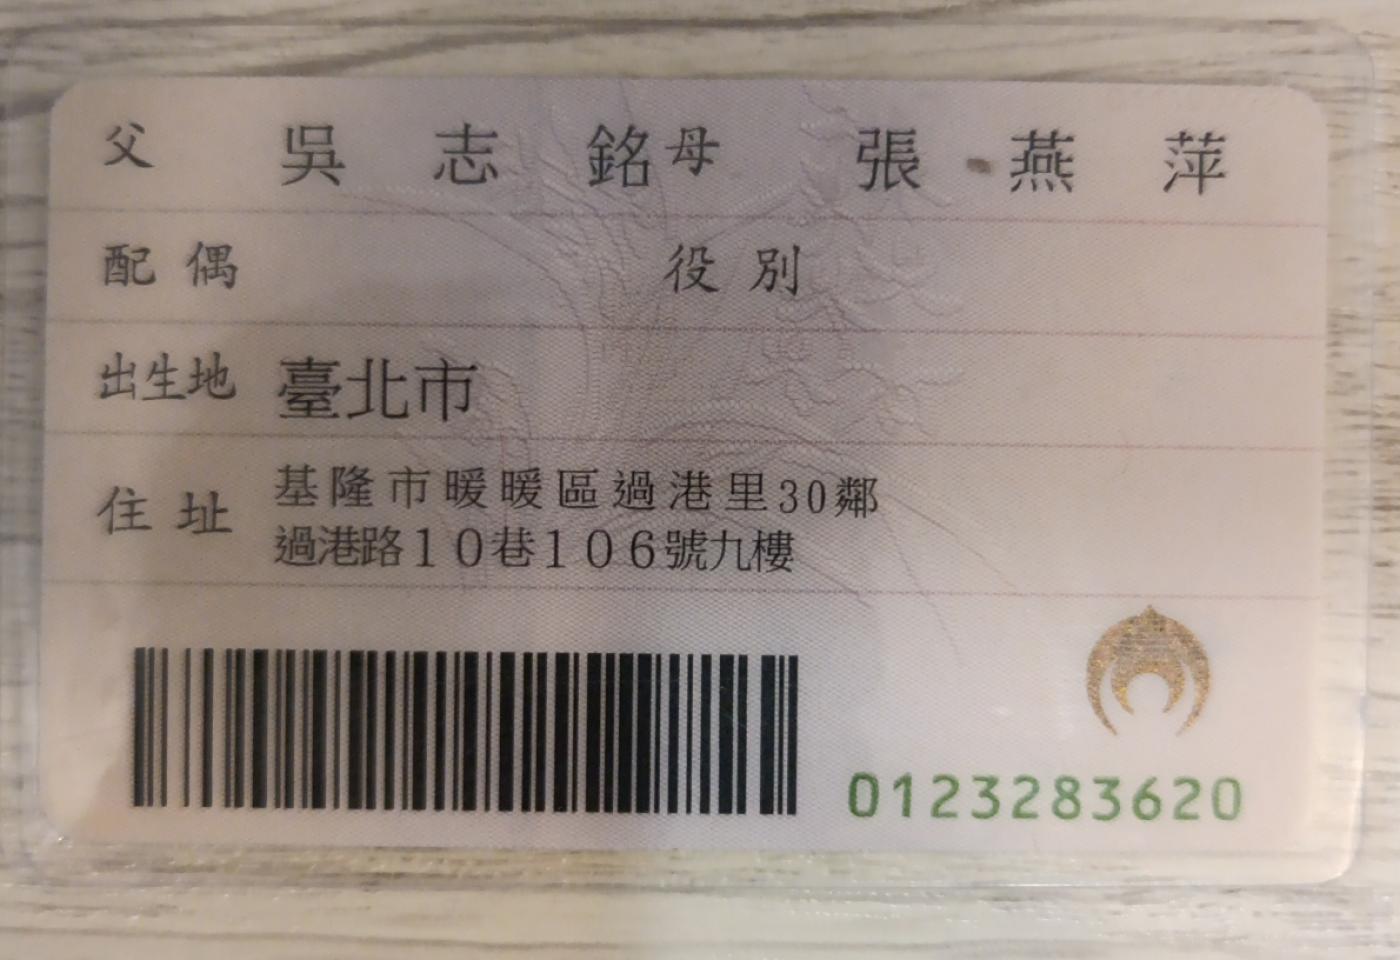 父 吳志銘 母 張燕萍
配偶 役別
出生地 臺北市
住址 基隆市暖暖區過港里30鄰
過港路10巷106號九樓
0123283620